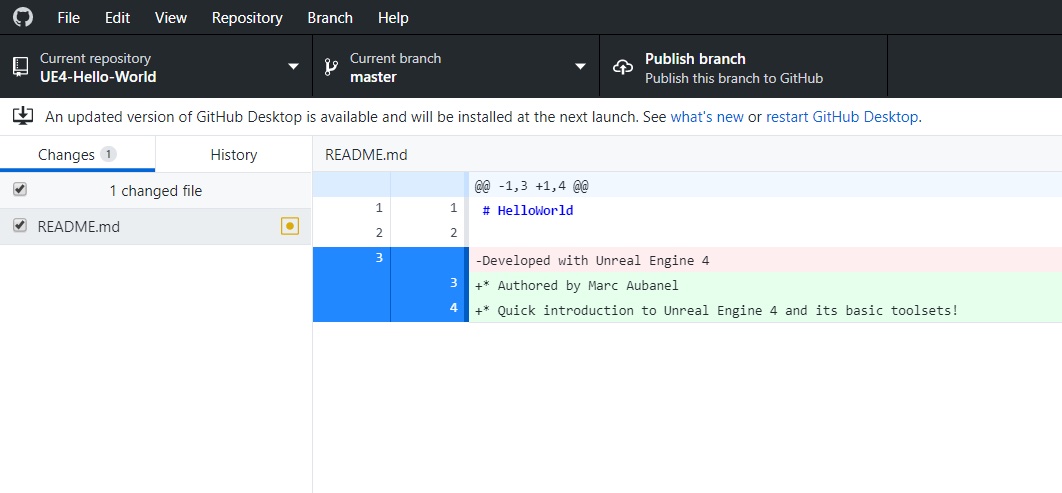 File Edit View Repository Branch Help
Current repository
UE4-Hello-World
Current branch
master
Publish branch
Publish this branch to GitHub
An updated version of GitHub Desktop is available and will be installed at the next launch. See what's new or restart GitHub Desktop.
Changes 1 History
1 changed file
README.md
README.md
@@ -1,3 +1,4 @@
1 1 # HelloWorld
2 2
3 -Developed with Unreal Engine 4
3 +* Authored by Marc Aubanel
4 +* Quick introduction to Unreal Engine 4 and its basic toolsets!